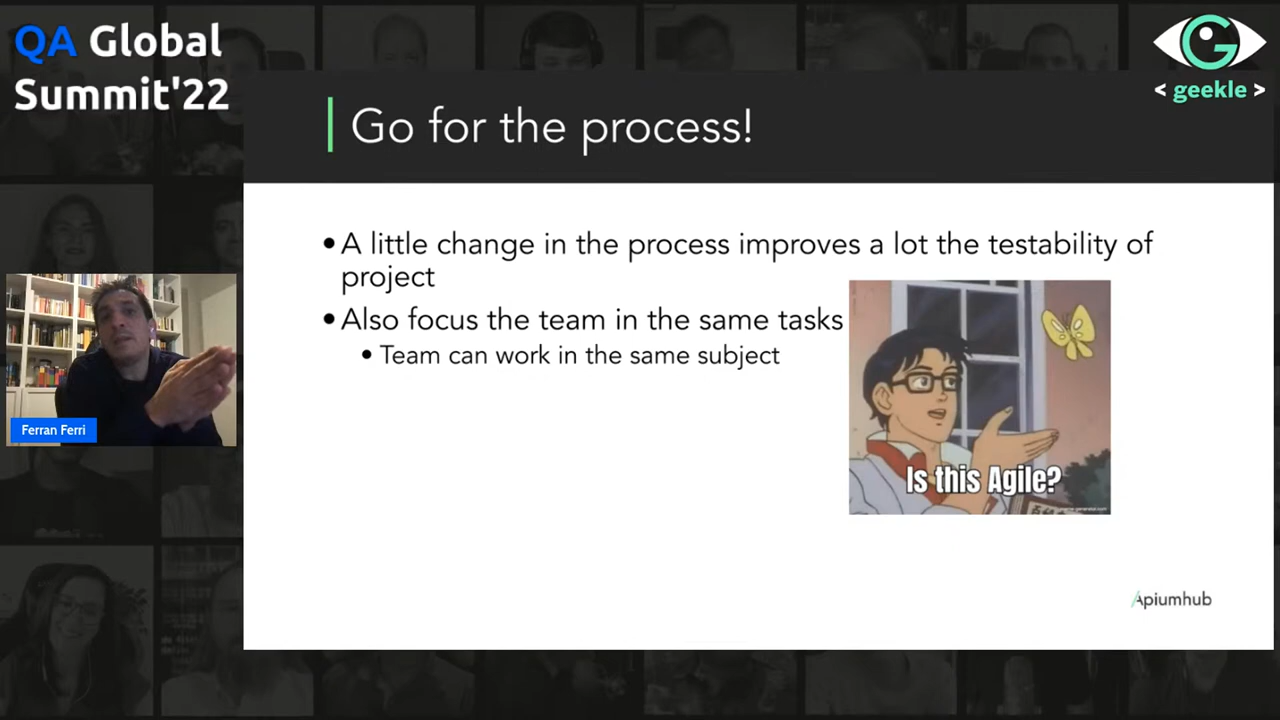 QA Global
Summit'22
geekle
Go for the process!
• A little change in the process improves a lot the testability of
project
• Also focus the team in the same tasks
• Team can work in the same subject
Is this Agile?
Ferran Ferri
Apiumhub